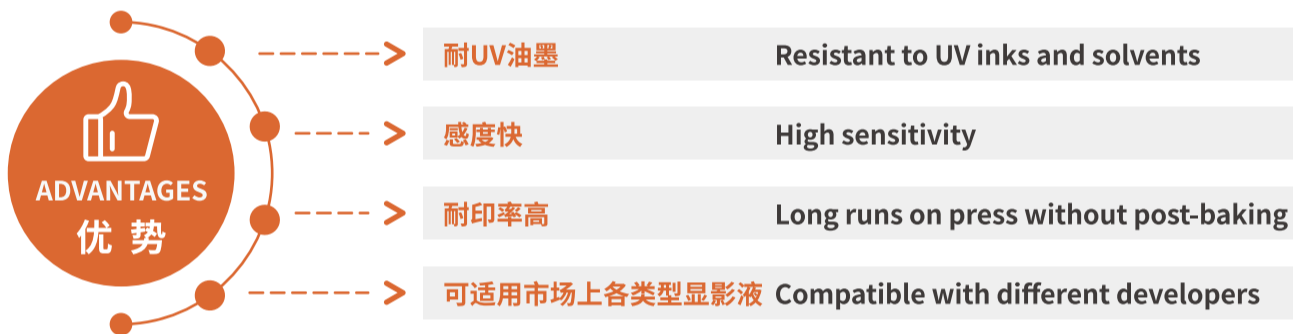 ADVANTAGES
优势
耐UV油墨 Resistant to UV inks and solvents
感度快 High sensitivity
耐印率高 Long runs on press without post-baking
可适用市场上各类型显影液 Compatible with different developers